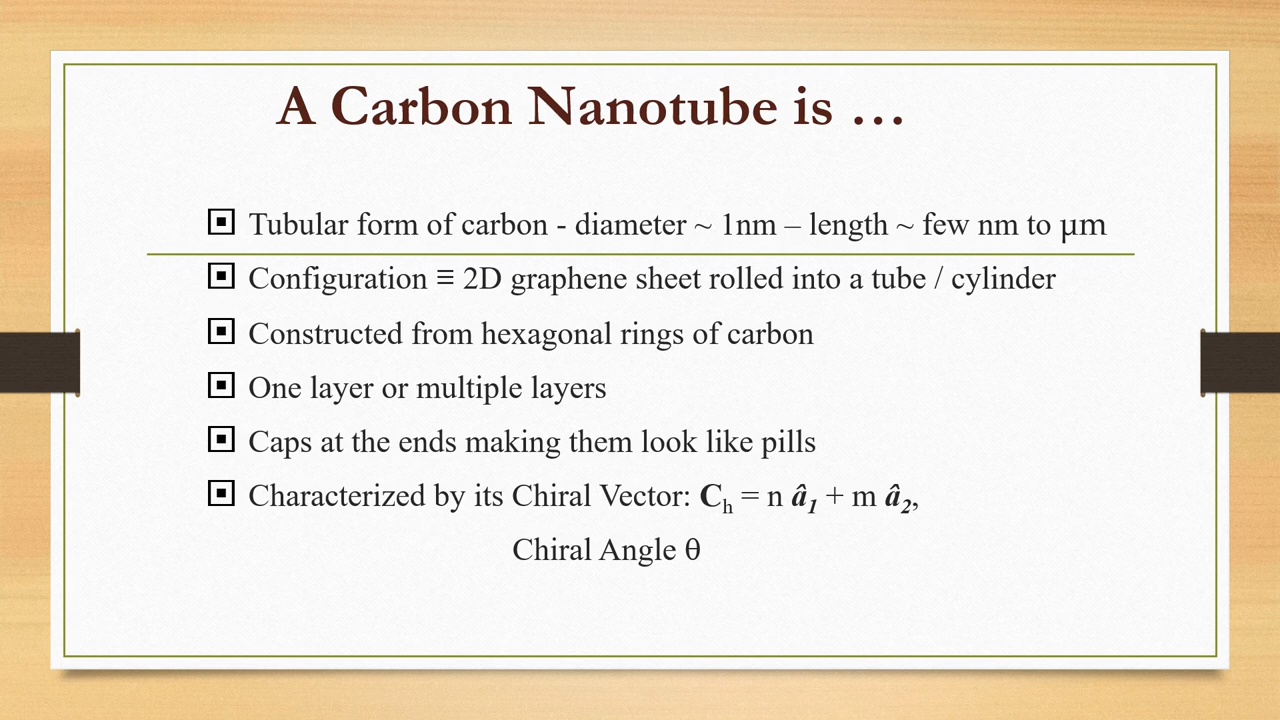 A Carbon Nanotube is …
Tubular form of carbon - diameter ~ 1nm – length ~ few nm to μm
Configuration ≡ 2D graphene sheet rolled into a tube / cylinder
Constructed from hexagonal rings of carbon
One layer or multiple layers
Caps at the ends making them look like pills
Characterized by its Chiral Vector: Ch = n â1 + m â2,
Chiral Angle θ